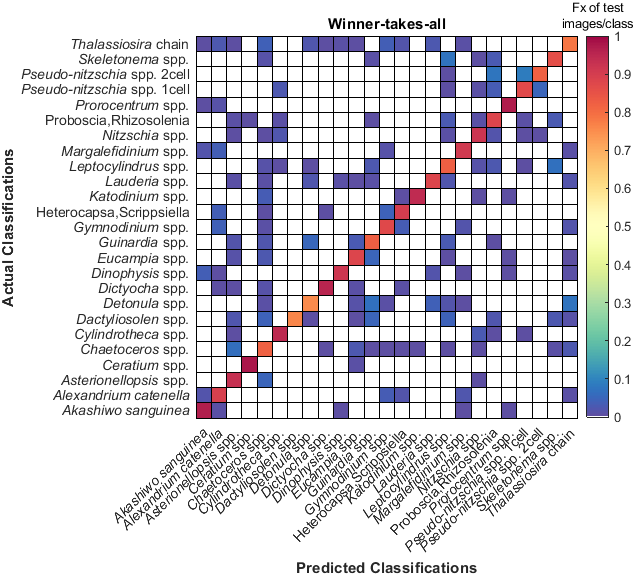 Winner-takes-all
Fx of test
images/class
Actual Classifications
Thalassiosira chain
Skeletonema spp.
Pseudo-nitzschia spp. 2cell
Pseudo-nitzschia spp. 1cell
Prorocentrum spp.
Proboscia,Rhizosolenia
Nitzschia spp.
Margalefidinium spp.
Leptocylindrus spp.
Lauderia spp.
Katodinium spp.
Heterocapsa,Scrippsiella
Gymnodinium spp.
Guinardia spp.
Eucampia spp.
Dinophysis spp.
Dictyocha spp.
Detonula spp.
Dactyliosolen spp.
Cylindrotheca spp.
Chaetoceros spp.
Ceratium spp.
Asterionellopsis spp.
Alexandrium catenella
Akashiwo sanguinea
1
0.9
0.8
0.7
0.6
0.5
0.4
0.3
0.2
0.1
0
Akashiwo sanguinea
Alexandrium catenella
Asterionellopsis spp
Ceratium spp
Chaetoceros spp
Cylindrotheca spp
Dactyliosolen spp
Detonula spp
Dictyocha spp
Dinophysis spp
Eucampia spp
Guinardia spp
Gymnodinium spp
Heterocapsa Scrippsiella
Katodinium spp
Lauderia spp
Leptocylindrus spp
Margalefidinium spp
Nitzschia spp
Proboscia, Rhizosolenia
Prorocentrum spp
Pseudo-nitzschia spp. 1cell
Pseudo-nitzschia spp. 2cell
Skeletonema spp.
Thalassiosira chain
Predicted Classifications